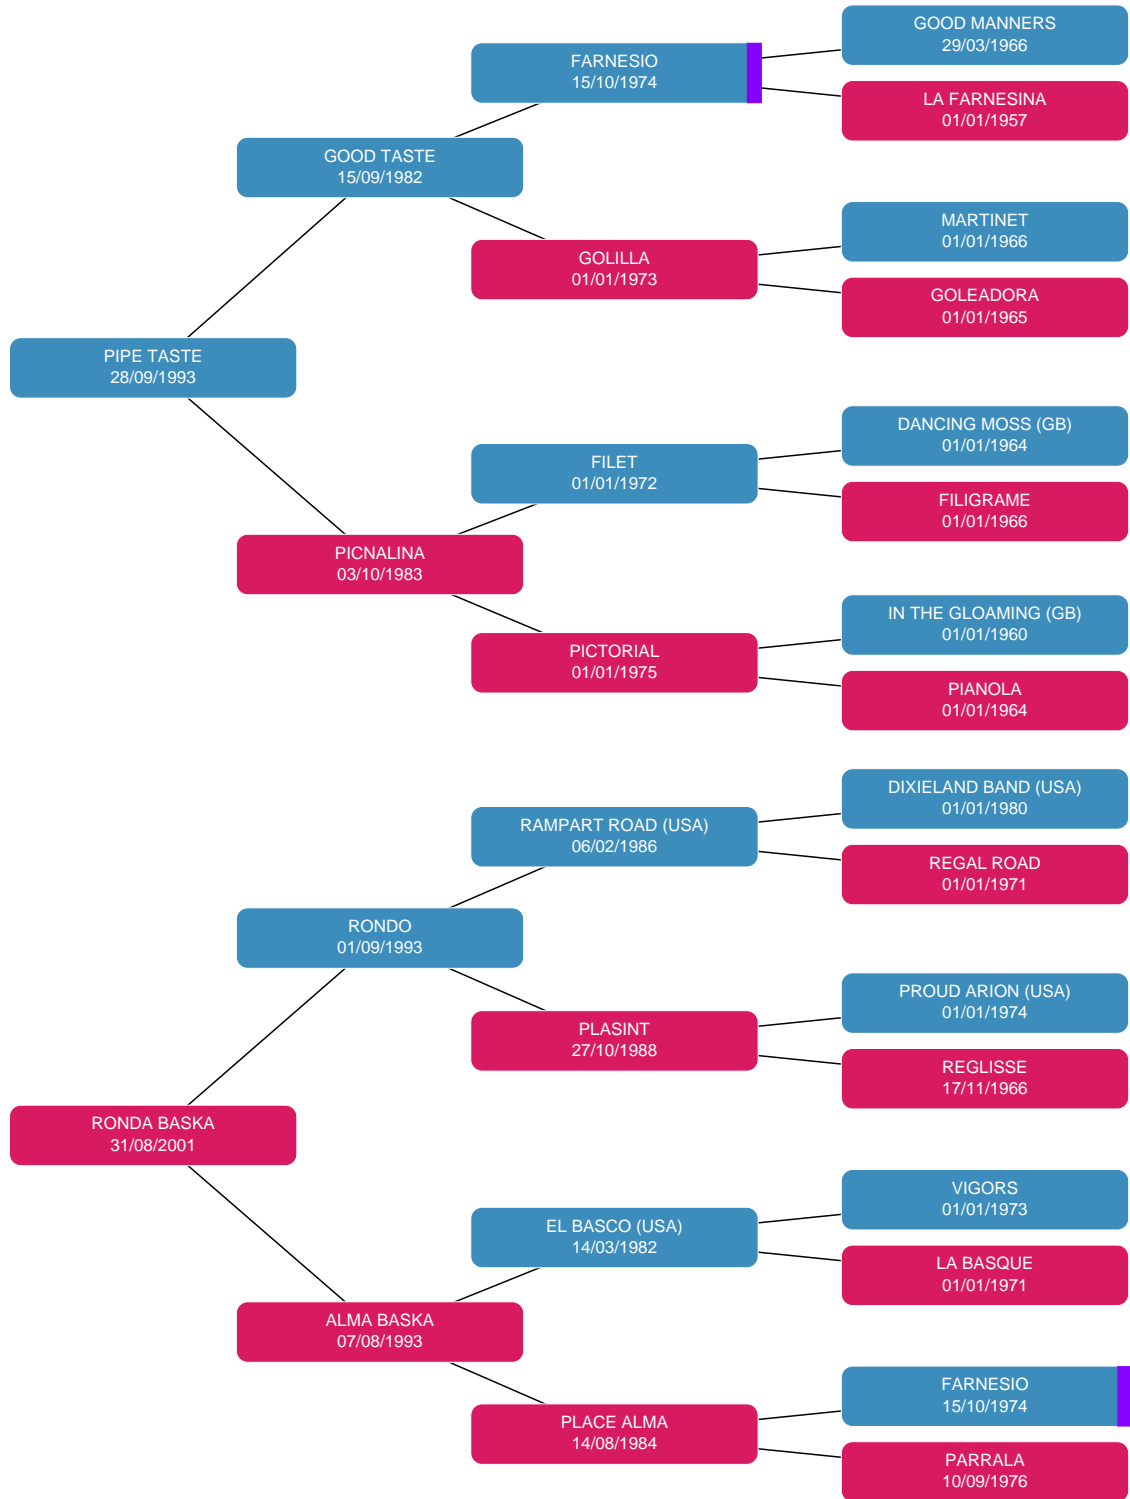 GOOD MANNERS
29/03/1966
FARNESIO
15/10/1974
LA FARNESINA
01/01/1957
GOOD TASTE
15/09/1982
MARTINET
01/01/1966
GOLILLA
01/01/1973
GOLEADORA
01/01/1965
PIPE TASTE
28/09/1993
DANCING MOSS (GB)
01/01/1964
FILET
01/01/1972
FILIGRAME
01/01/1966
PICNALINA
03/10/1983
IN THE GLOAMING (GB)
01/01/1960
PICTORIAL
01/01/1975
PIANOLA
01/01/1964
DIXIELAND BAND (USA)
01/01/1980
RAMPART ROAD (USA)
06/02/1986
REGAL ROAD
01/01/1971
RONDO
01/09/1993
PROUD ARION (USA)
01/01/1974
PLASINT
27/10/1988
REGLISSE
17/11/1966
RONDA BASKA
31/08/2001
VIGORS
01/01/1973
EL BASCO (USA)
14/03/1982
LA BASQUE
01/01/1971
ALMA BASKA
07/08/1993
FARNESIO
15/10/1974
PLACE ALMA
14/08/1984
PARRALA
10/09/1976